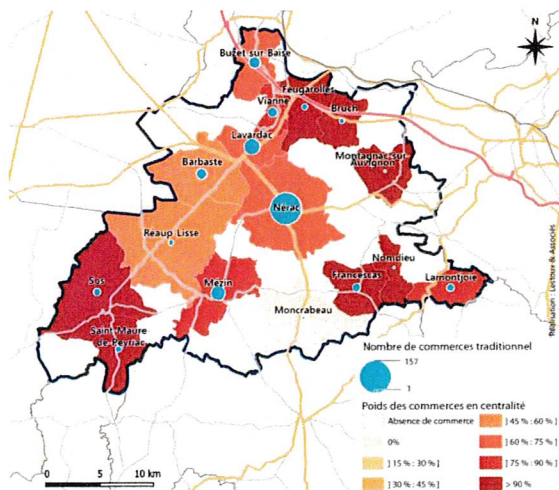 N
Buzet sur Baïse
Feugarolles
Vianne
Bruch
Lavardac
Montagnac-sur
Auvignon
Barbaste
Nérac
Reaup Lisse
Nomdieu
Sos
Mézin
Francescas
Lamontjoie
Moncrabeau
Saint-Maure
de-Peyriac
Réalisation : Lestoux & Associés
Nombre de commerces traditionnel
157
1
Poids des commerces en centralité
Absence de commerce
0%
] 15 % : 30 % ]
] 30 % : 45 % ]
] 45 % : 60 % ]
] 60 % : 75 % ]
] 75 % : 90 % ]
> 90 %
0 5 10 km